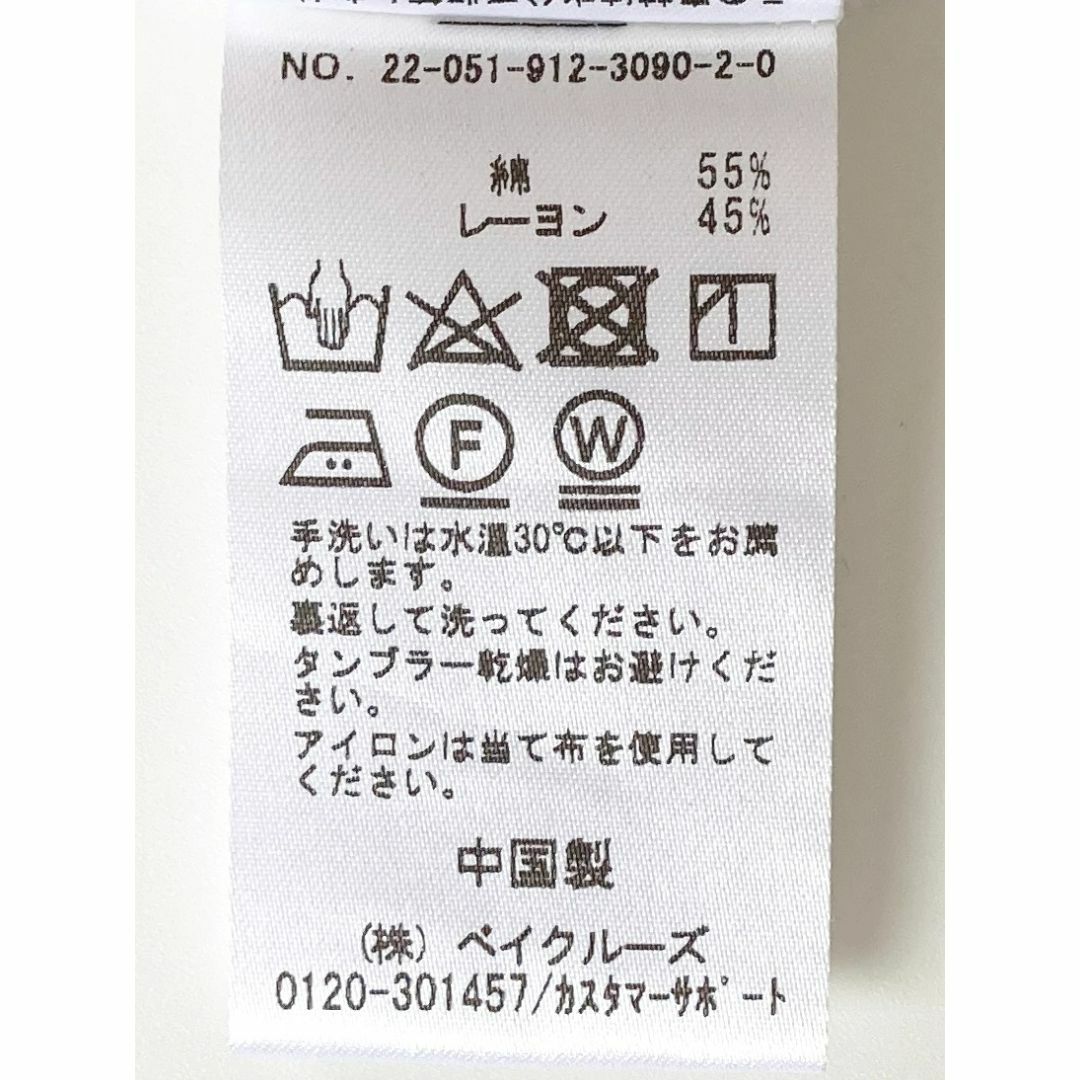 NO. 22-051-912-3090-2-0
綿 55%
レーヨン 45%
F
W
手洗いは水温30℃以下をお薦
めします。
裏返して洗ってください。
タンブラー乾燥はお避けくだ
さい。
アイロンは当て布を使用して
ください。
中国製
(株) ベイクルーズ
0120-301457/カスタマーサポート